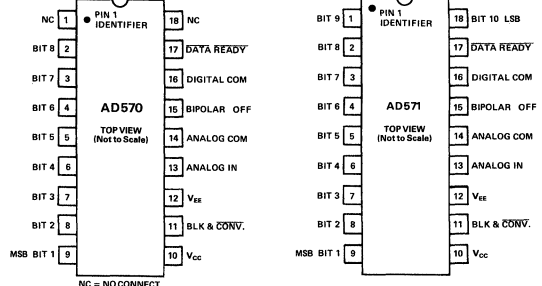 NC 1 PIN 1 IDENTIFIER 18 NC
BIT 8 2 17 DATA READY
BIT 7 3 16 DIGITAL COM
BIT 6 4 AD570 15 BIPOLAR OFF
BIT 5 5 TOP VIEW (Not to Scale) 14 ANALOG COM
BIT 4 6 13 ANALOG IN
BIT 3 7 12 VEE
BIT 2 8 11 BLK & CONV.
MSB BIT 1 9 10 VCC
NC = NO CONNECT
BIT 9 1 PIN 1 IDENTIFIER 18 BIT 10 LSB
BIT 8 2 17 DATA READY
BIT 7 3 16 DIGITAL COM
BIT 6 4 AD571 15 BIPOLAR OFF
BIT 5 5 TOP VIEW (Not to Scale) 14 ANALOG COM
BIT 4 6 13 ANALOG IN
BIT 3 7 12 VEE
BIT 2 8 11 BLK & CONV.
MSB BIT 1 9 10 VCC